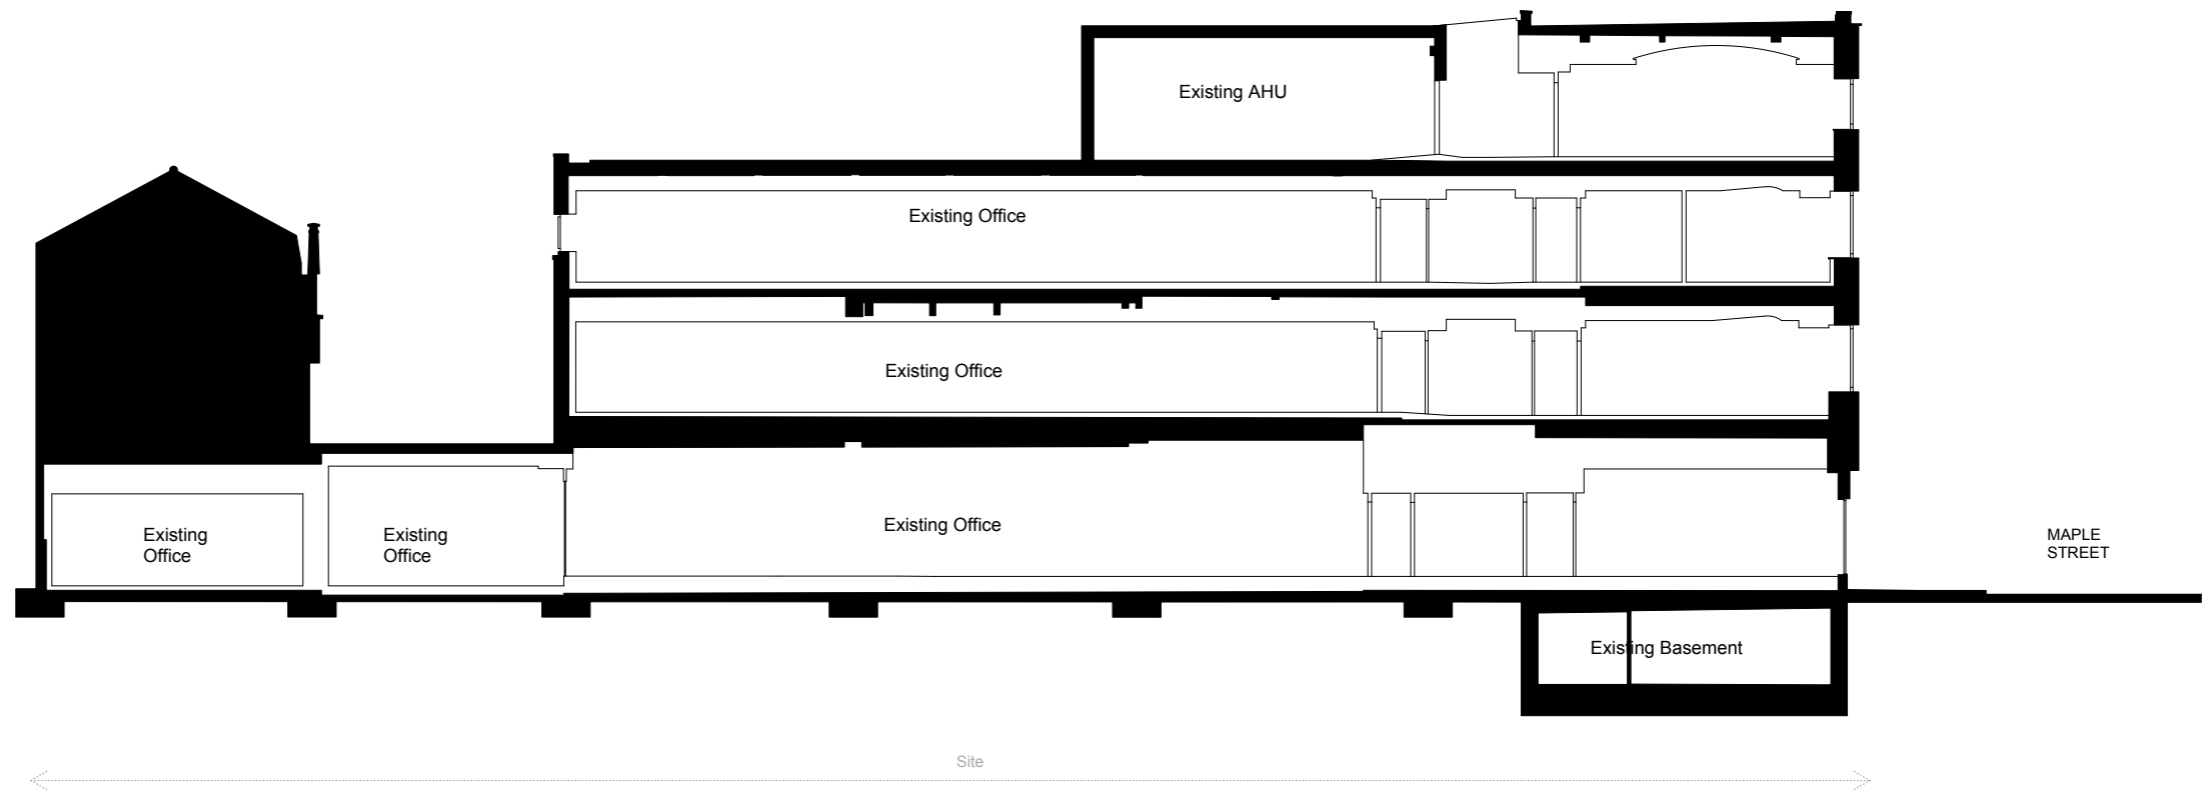 Existing AHU
Existing Office
Existing Office
Existing
Office
Existing
Office
Existing Office
MAPLE
STREET
Existing Basement
Site